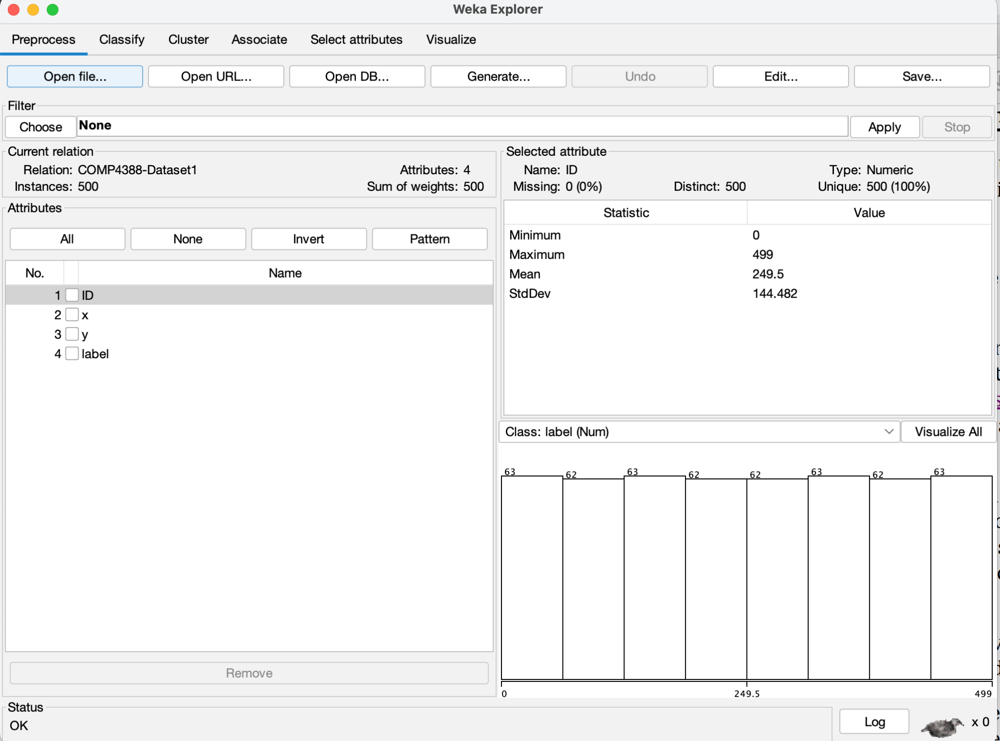 Weka Explorer
Preprocess Classify Cluster Associate Select attributes Visualize
Open file... Open URL... Open DB... Generate... Undo Edit... Save...
Filter
Choose None Apply Stop
Current relation
Relation: COMP4388-Dataset1 Attributes: 4
Instances: 500 Sum of weights: 500
Attributes
All None Invert Pattern
No. Name
1 ID
2 x
3 y
4 label
Remove
Selected attribute
Name: ID Type: Numeric
Missing: 0 (0%) Distinct: 500 Unique: 500 (100%)
Statistic Value
Minimum 0
Maximum 499
Mean 249.5
StdDev 144.482
Class: label (Num) Visualize All
63 62 63 62 62 63 62 63
0 249.5 499
Status
OK
Log x 0